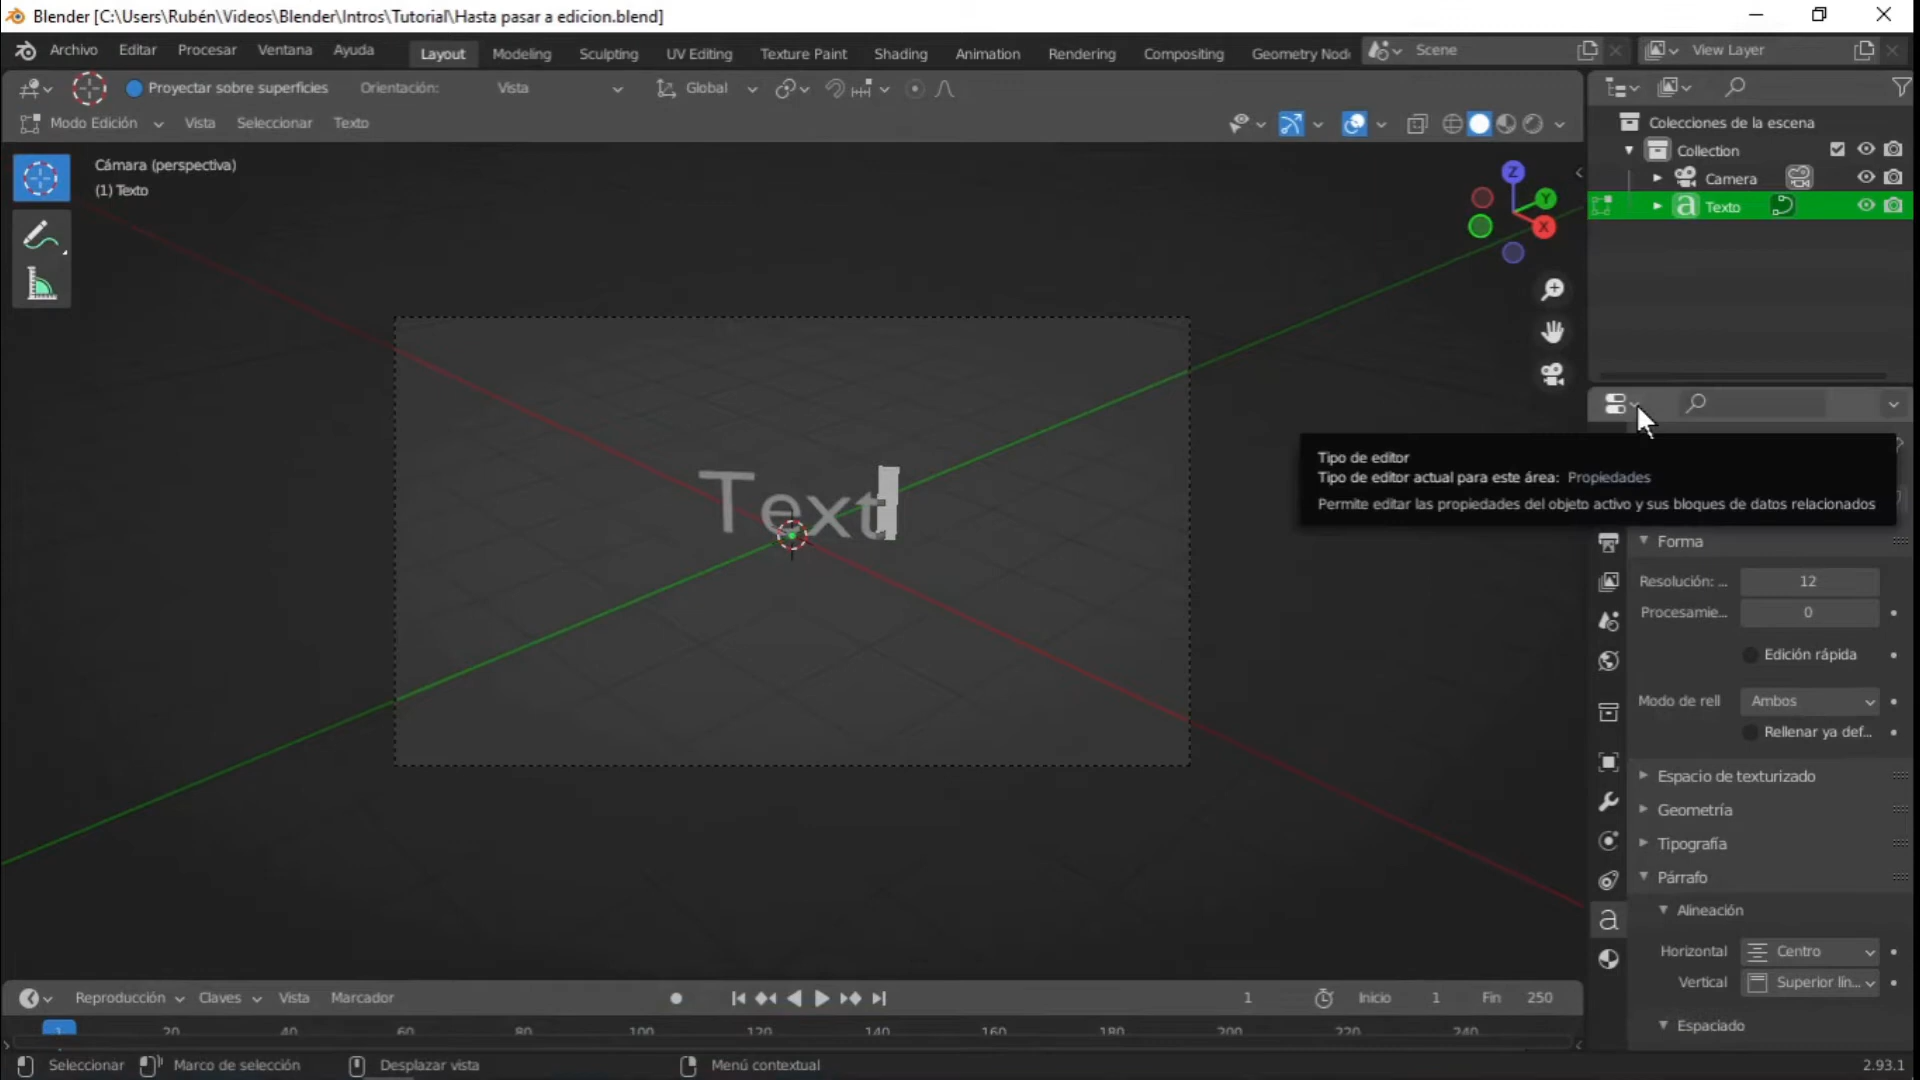 Blender [C:\Users\Rubén\Videos\Blender\Intros\Tutorial\Hasta pasar a edicion.blend]
Archivo Editar Procesar Ventana Ayuda Layout Modeling Sculpting UV Editing Texture Paint Shading Animation Rendering Compositing Geometry Nod Scene View Layer
Proyectar sobre superficies Orientación: Vista Global
Modo Edición Vista Seleccionar Texto
Colecciones de la escena
Collection
Camera
Texto
Cámara (perspectiva)
(1) Texto
Z
Y
X
Text
Tipo de editor
Tipo de editor actual para este área: Propiedades
Permite editar las propiedades del objeto activo y sus bloques de datos relacionados
Forma
Resolución: ... 12
Procesamie... 0
Edición rápida
Modo de rell Ambos
Rellenar ya def...
Espacio de texturizado
Geometría
Tipografía
Párrafo
Alineación
Horizontal Centro
Vertical Superior lín...
Espaciado
Reproducción Claves Vista Marcador 1 Inicio 1 Fin 250
1 20 40 60 80 100 120 140 160 180 200 220 240
Seleccionar Marco de selección Desplazar vista Menú contextual 2.93.1